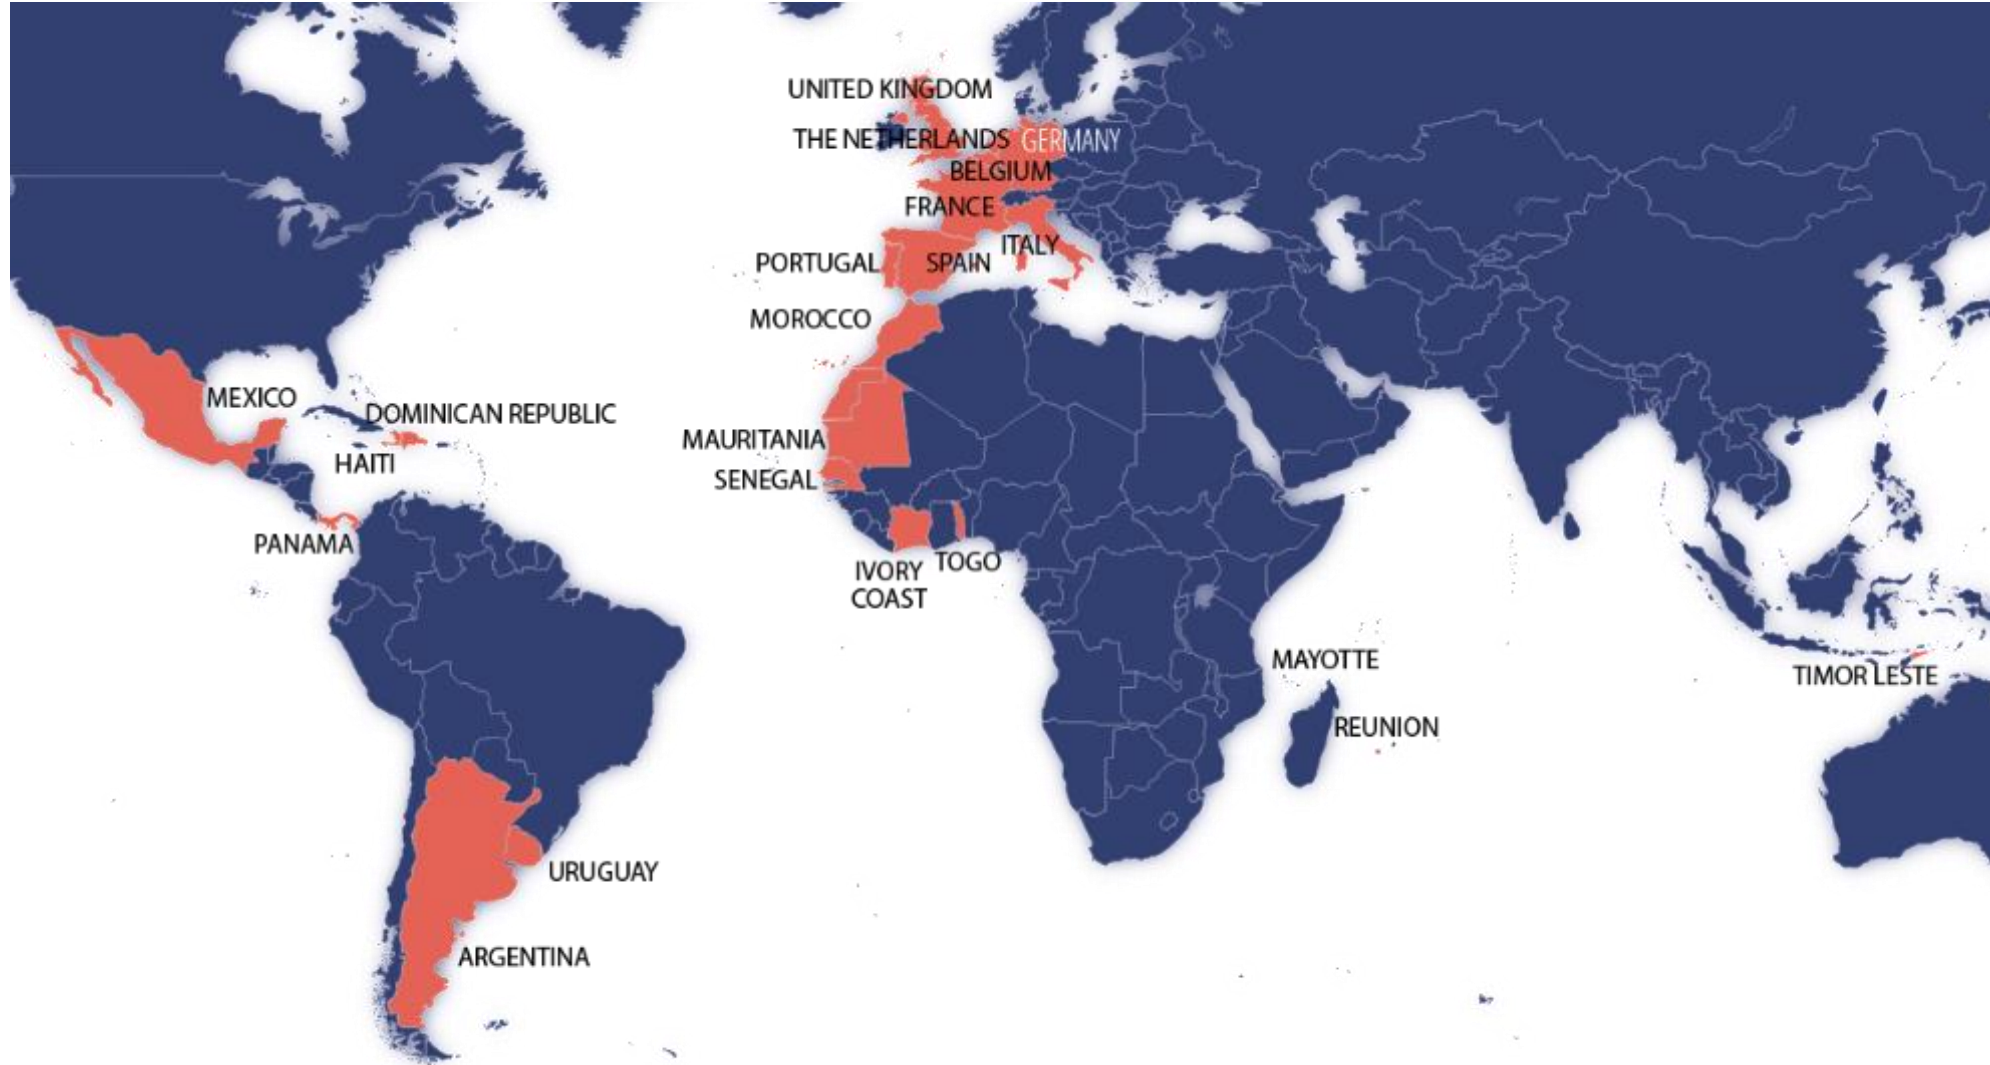 UNITED KINGDOM
THE NETHERLANDS
GERMANY
BELGIUM
FRANCE
ITALY
PORTUGAL
SPAIN
MOROCCO
MEXICO
DOMINICAN REPUBLIC
MAURITANIA
HAITI
SENEGAL
PANAMA
TOGO
IVORY
COAST
MAYOTTE
TIMOR LESTE
REUNION
URUGUAY
ARGENTINA